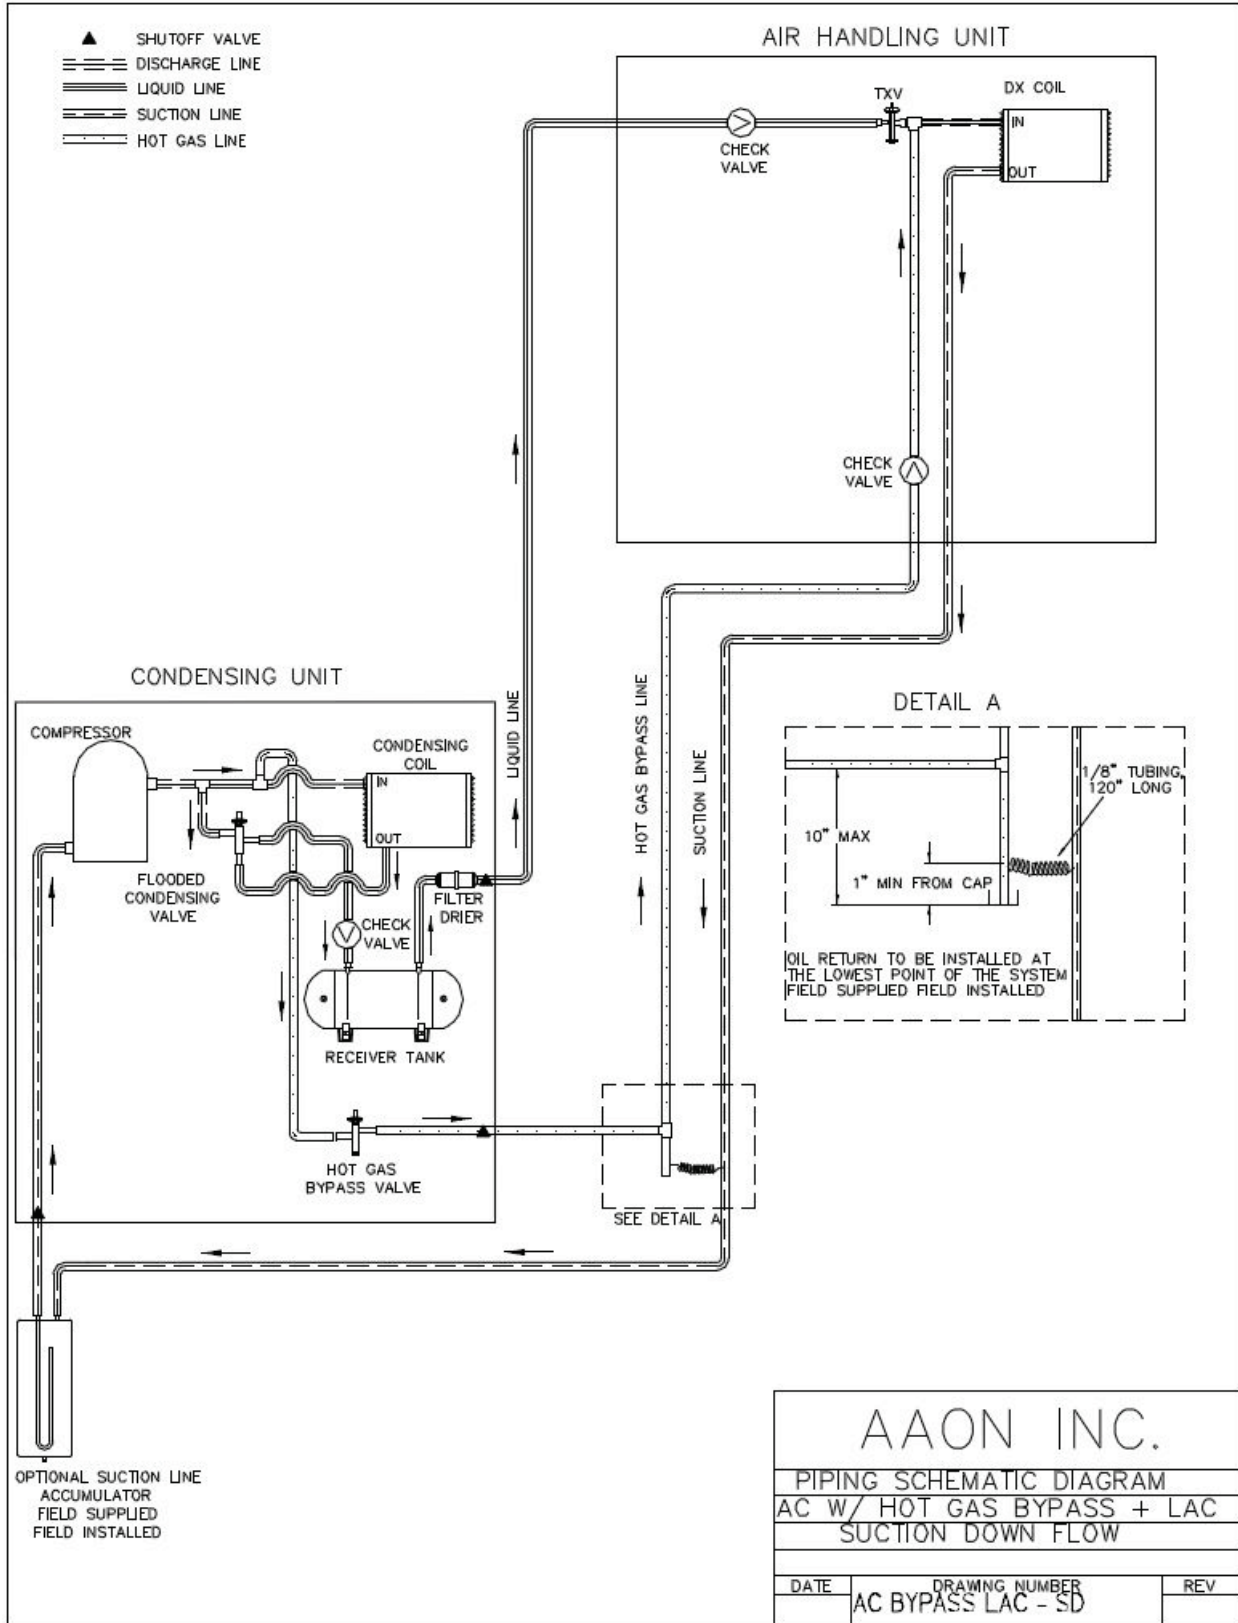 SHUTOFF VALVE
DISCHARGE LINE
LIQUID LINE
SUCTION LINE
HOT GAS LINE
AIR HANDLING UNIT
TXV
DX COIL
IN
OUT
CHECK
VALVE
CHECK
VALVE
CONDENSING UNIT
COMPRESSOR
CONDENSING
COIL
IN
OUT
FLOODED
CONDENSING
VALVE
FILTER
DRIER
CHECK
VALVE
RECEIVER TANK
HOT GAS
BYPASS VALVE
LIQUID LINE
HOT GAS BYPASS LINE
SUCTION LINE
SEE DETAIL A
DETAIL A
1/8" TUBING,
120" LONG
10" MAX
1" MIN FROM CAP
OIL RETURN TO BE INSTALLED AT
THE LOWEST POINT OF THE SYSTEM
FIELD SUPPLIED FIELD INSTALLED
OPTIONAL SUCTION LINE
ACCUMULATOR
FIELD SUPPLIED
FIELD INSTALLED
AAON INC.
PIPING SCHEMATIC DIAGRAM
AC W/ HOT GAS BYPASS + LAC
SUCTION DOWN FLOW
DATE
DRAWING NUMBER
REV
AC BYPASS LAC - SD